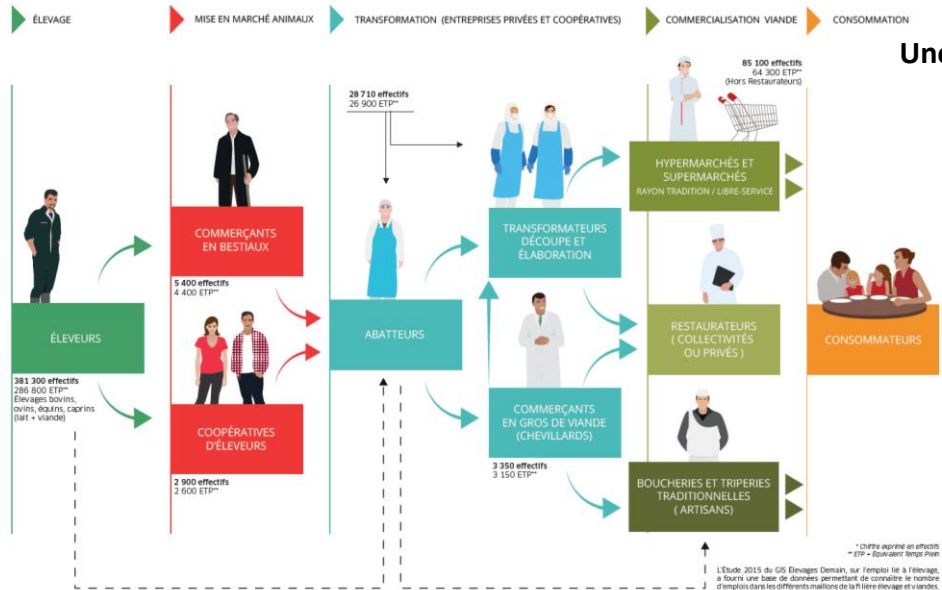 ÉLEVAGE
MISE EN MARCHÉ ANIMAUX
TRANSFORMATION (ENTREPRISES PRIVÉES ET COOPÉRATIVES)
COMMERCIALISATION VIANDE
CONSOMMATION
Une
85 100 effectifs
64 300 ETP**
(Hors Restaurateurs)
28 710 effectifs
26 900 ETP**
HYPERMARCHÉS ET
SUPERMARCHÉS
RAYON TRADITION / LIBRE-SERVICE
COMMERÇANTS
EN BESTIAUX
5 400 effectifs
4 400 ETP**
TRANSFORMATEURS
DÉCOUPE ET
ÉLABORATION
ÉLEVEURS
381 300 effectifs
286 800 ETP**
Élevages bovins,
ovins, équins, caprins
(lait + viande)
ABATTEURS
RESTAURATEURS
( COLLECTIVITÉS
OU PRIVÉS )
CONSOMMATEURS
COOPÉRATIVES
D'ÉLEVEURS
2 900 effectifs
2 600 ETP**
COMMERÇANTS
EN GROS DE VIANDE
(CHEVILLARDS)
3 350 effectifs
3 150 ETP**
BOUCHERIES ET TRIPERIES
TRADITIONNELLES
( ARTISANS)
* Chiffre exprimé en effectifs
** ETP = Équivalent Temps Plein
L'Étude 2015 du GIS Élevages Demain, sur l'emploi lié à l'élevage,
a fourni une base de données permettant de connaître le nombre
d'emplois dans les différents maillons de la filière élevage et viandes.